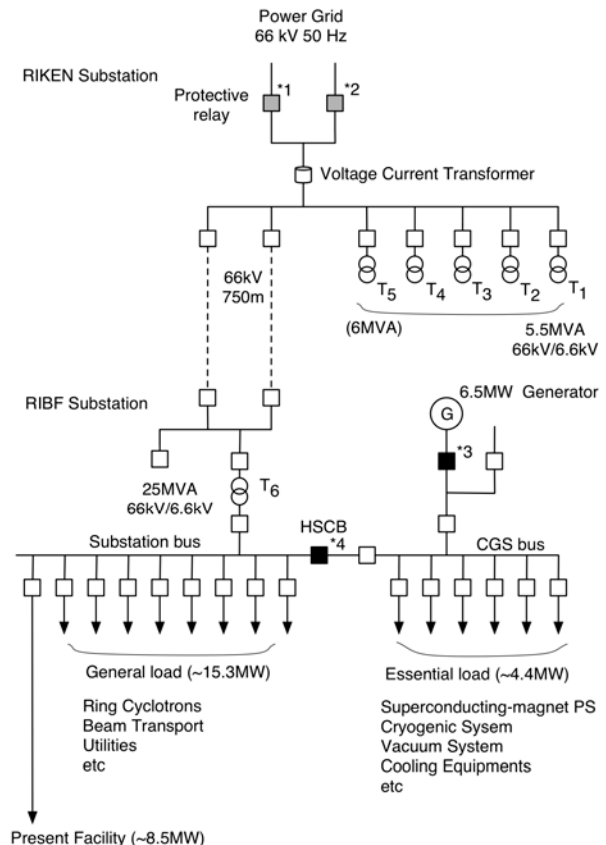 Power Grid
66 kV 50 Hz
RIKEN Substation
*1
*2
Protective
relay
Voltage Current Transformer
66kV
750m
T5
T4
T3
T2
T1
(6MVA)
5.5MVA
66kV/6.6kV
RIBF Substation
6.5MW Generator
G
*3
25MVA
66kV/6.6kV
T6
HSCB
*4
Substation bus
CGS bus
General load (~15.3MW)
Essential load (~4.4MW)
Ring Cyclotrons
Beam Transport
Utilities
etc
Superconducting-magnet PS
Cryogenic Sysem
Vacuum System
Cooling Equipments
etc
Present Facility (~8.5MW)